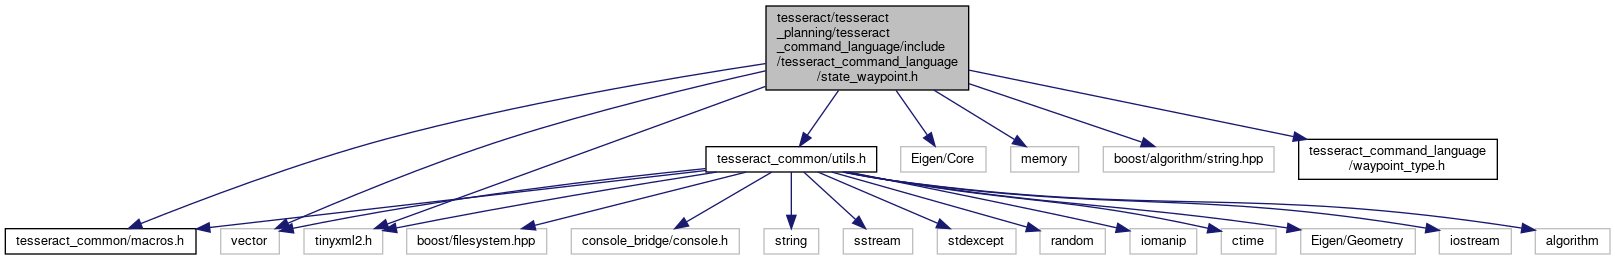 tesseract/tesseract
_planning/tesseract
_command_language/include
/tesseract_command_language
/state_waypoint.h
tesseract_common/utils.h
Eigen/Core
memory
boost/algorithm/string.hpp
tesseract_command_language
/waypoint_type.h
tesseract_common/macros.h
vector
tinyxml2.h
boost/filesystem.hpp
console_bridge/console.h
string
sstream
stdexcept
random
iomanip
ctime
Eigen/Geometry
iostream
algorithm